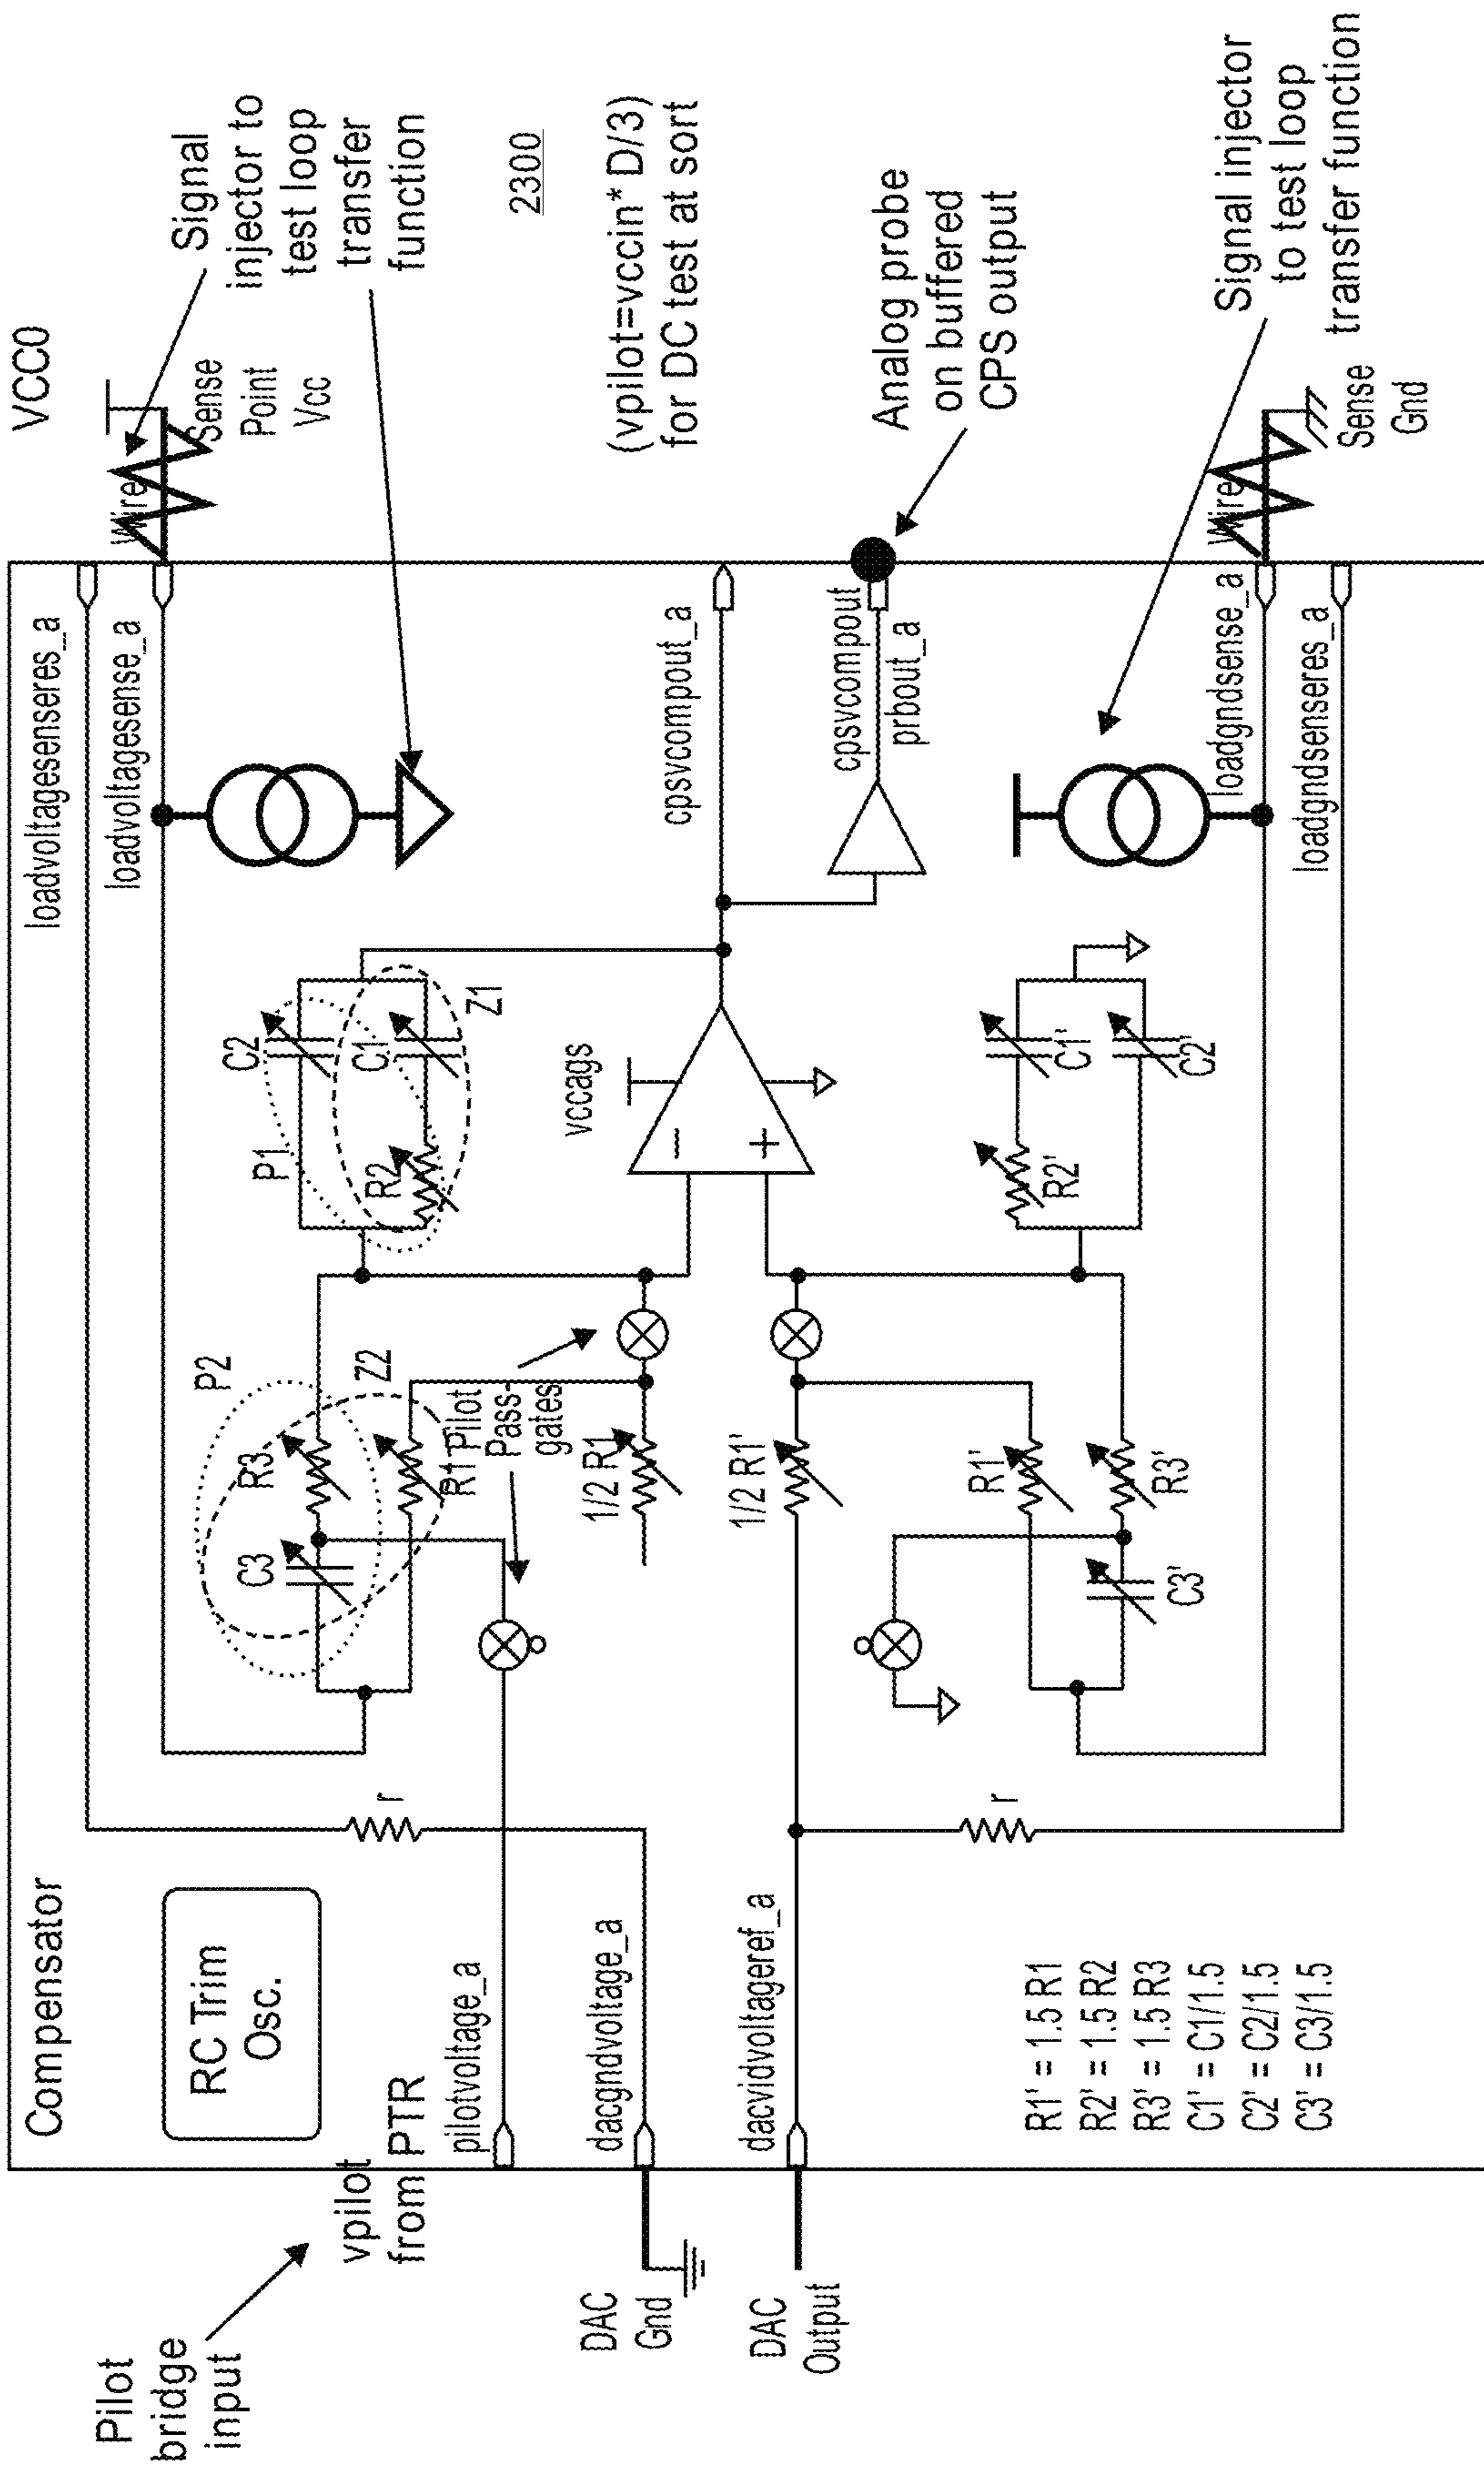 VCC0
Signal
injector to
test loop
transfer
function
2300
Wire
Sense
Point
Vcc
(vpilot=vccin* D/3)
for DC test at sort
Analog probe
on buffered
CPS output
Signal injector
to test loop
transfer function
Wire
Sense
Gnd
Compensator
RC Trim
Osc.
loadvoltagesenseres_a
loadvoltagesense_a
C2
C1
Z1
P1
R2
P2
R3
Z2
C3
R1
Pilot
Pass-
gates
1/2 R1
r
vccags
−
+
cpsvcompout_a
cpsvcompout
prbout_a
Pilot
bridge
input
vpilot
from PTR
pilotvoltage_a
DAC
Gnd
dacgndvoltage_a
DAC
Output
dacvidvoltageref_a
1/2 R1'
R1'
R3'
C3'
R2'
C1'
C2'
r
loadgndsense_a
loadgndsenseres_a
R1' = 1.5 R1
R2' = 1.5 R2
R3' = 1.5 R3
C1' = C1/1.5
C2' = C2/1.5
C3' = C3/1.5